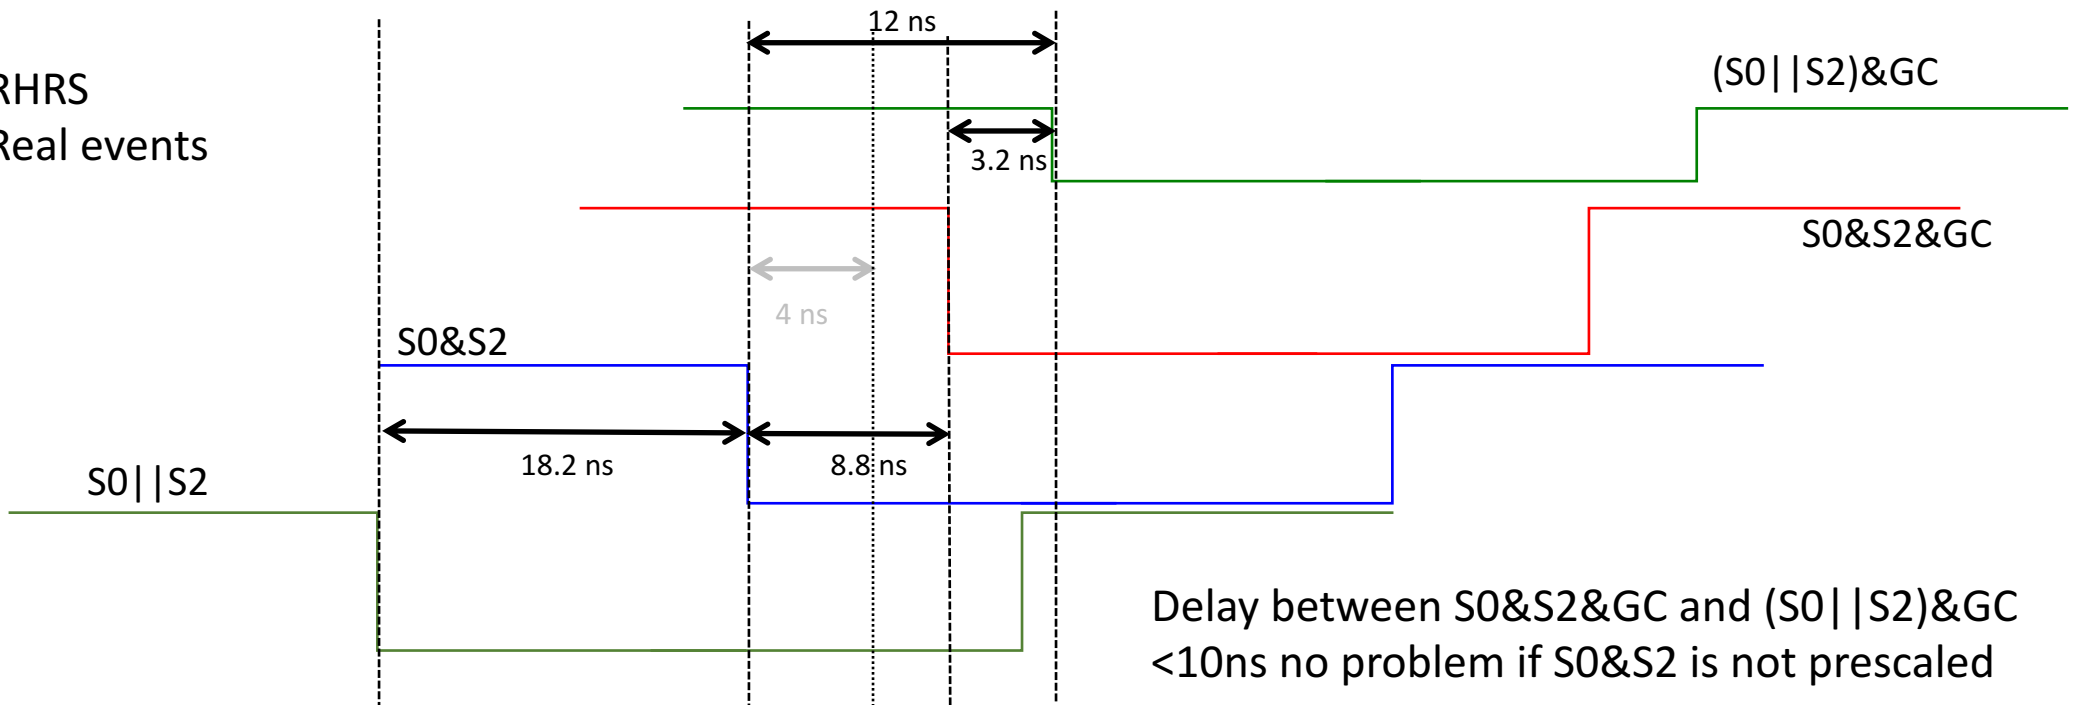 12 ns
RHRS
Real events
(S0||S2)&GC
3.2 ns
S0&S2&GC
4 ns
S0&S2
18.2 ns
8.8 ns
S0||S2
Delay between S0&S2&GC and (S0||S2)&GC
<10ns no problem if S0&S2 is not prescaled